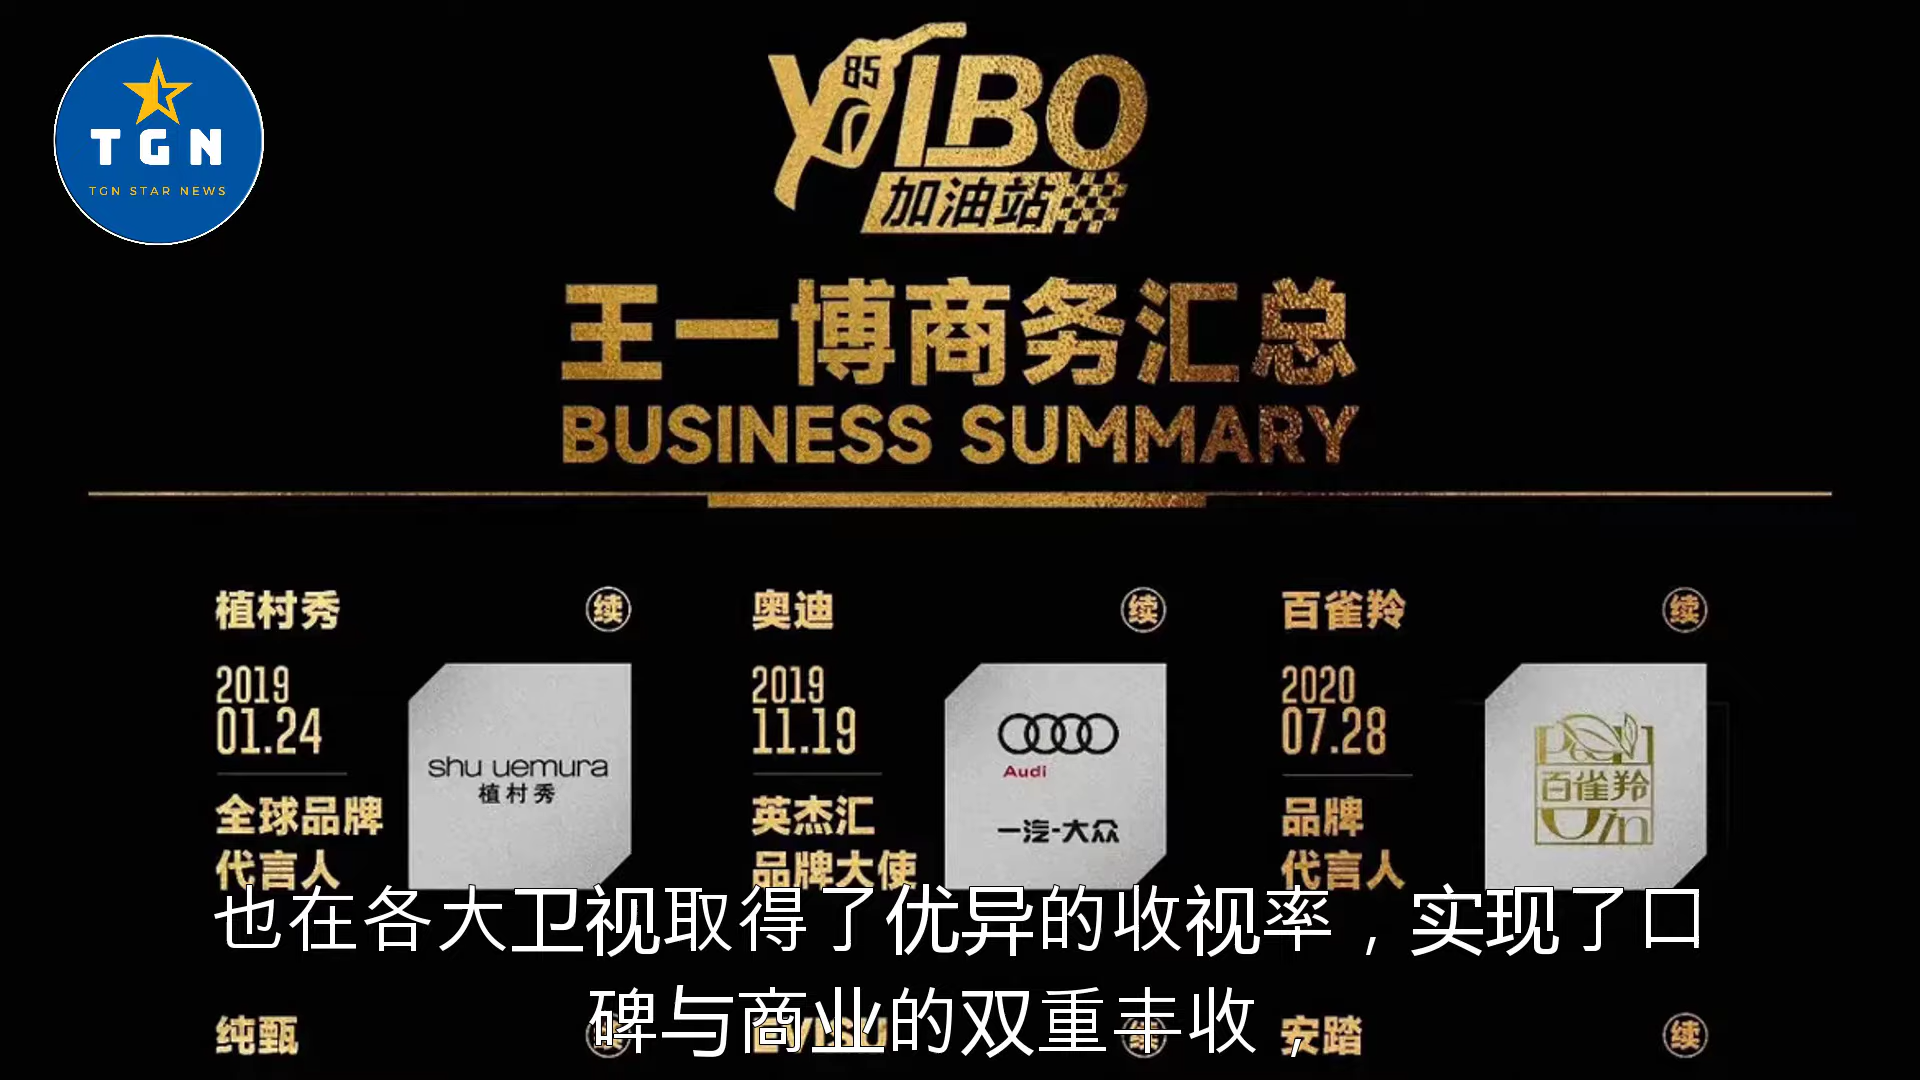 TGN
TGN STAR NEWS
85
YIBO
加油站
王一博商务汇总
BUSINESS SUMMARY
植村秀
续
2019
01.24
全球品牌
代言人
shu uemura
植村秀
奥迪
续
2019
11.19
英杰汇
品牌大使
Audi
一汽-大众
百雀羚
续
2020
07.28
品牌
代言人
百雀羚
也在各大卫视取得了优异的收视率，实现了口
碑与商业的双重丰收，
纯甄
续
EVISU
续
安踏
续